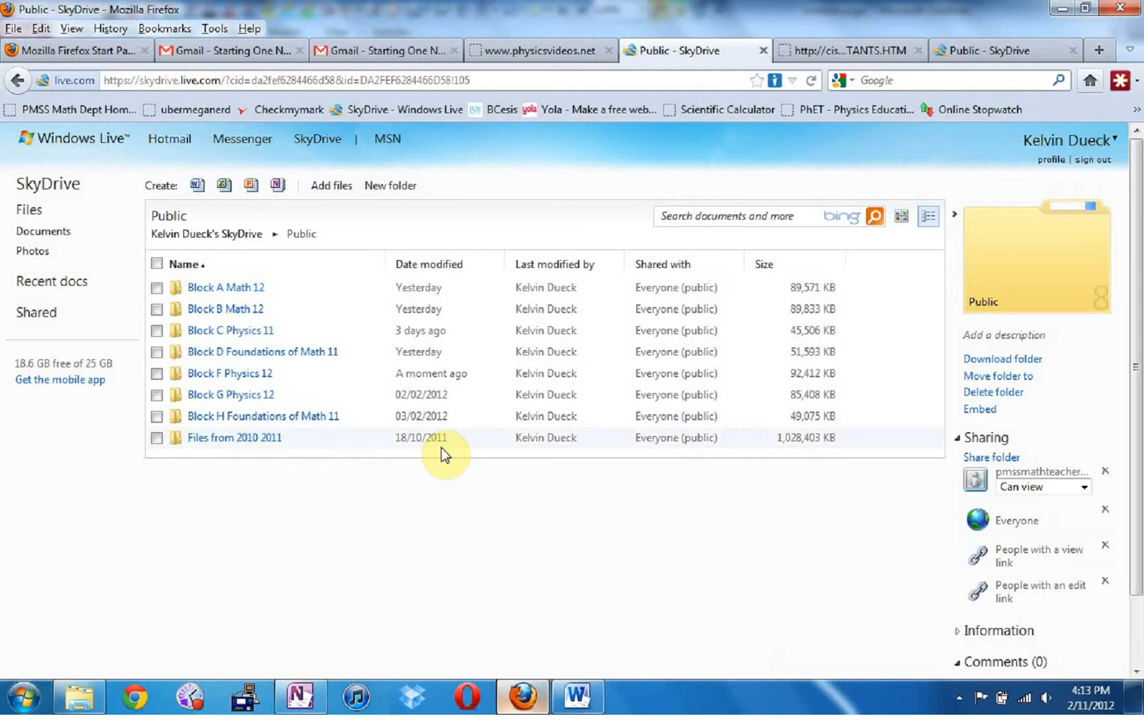 Public - SkyDrive - Mozilla Firefox
File Edit View History Bookmarks Tools Help
Mozilla Firefox Start Pa... Gmail - Starting One N... Gmail - Starting One N... www.physicsvideos.net Public - SkyDrive http://cis...TANTS.HTM Public - SkyDrive
live.com https://skydrive.live.com/?cid=da2fef6284466d58&id=DA2FEF6284466D58!105 Google
PMSS Math Dept Hom... ubermeganerd Checkmymark SkyDrive - Windows Live BCesis Yola - Make a free web... Scientific Calculator PhET - Physics Educati... Online Stopwatch
Windows Live™ Hotmail Messenger SkyDrive | MSN Kelvin Dueck
profile | sign out
SkyDrive
Files
Documents
Photos
Recent docs
Shared
18.6 GB free of 25 GB
Get the mobile app
Create: Add files New folder
Public Search documents and more bing
Kelvin Dueck's SkyDrive ▸ Public
Name Date modified Last modified by Shared with Size
Block A Math 12 Yesterday Kelvin Dueck Everyone (public) 89,571 KB
Block B Math 12 Yesterday Kelvin Dueck Everyone (public) 89,833 KB
Block C Physics 11 3 days ago Kelvin Dueck Everyone (public) 45,506 KB
Block D Foundations of Math 11 Yesterday Kelvin Dueck Everyone (public) 51,593 KB
Block F Physics 12 A moment ago Kelvin Dueck Everyone (public) 92,412 KB
Block G Physics 12 02/02/2012 Kelvin Dueck Everyone (public) 85,408 KB
Block H Foundations of Math 11 03/02/2012 Kelvin Dueck Everyone (public) 49,075 KB
Files from 2010 2011 18/10/2011 Kelvin Dueck Everyone (public) 1,028,403 KB
Public 8
Add a description
Download folder
Move folder to
Delete folder
Embed
Sharing
Share folder
pmssmathteacher...
Can view
Everyone
People with a view
link
People with an edit
link
Information
Comments (0)
4:13 PM
2/11/2012